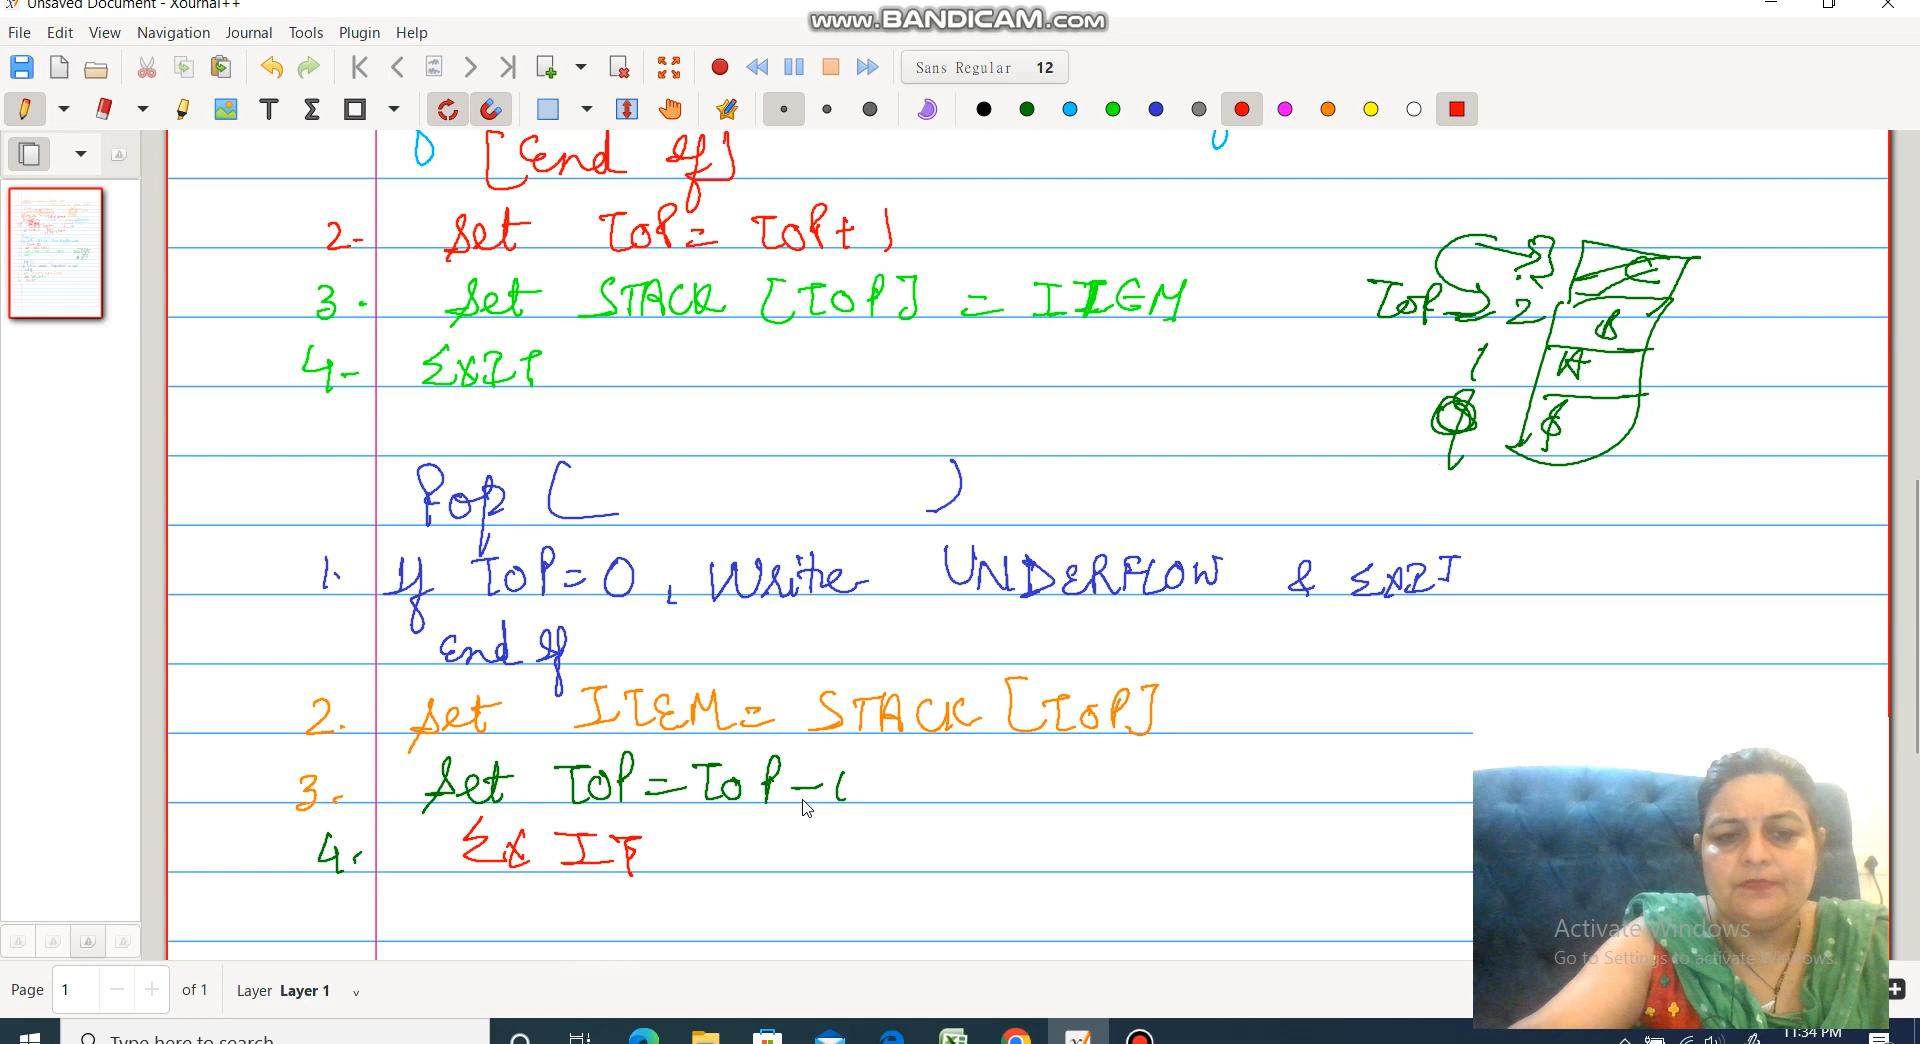 Unsaved Document - Xournal++
www.BANDICAM.com
File Edit View Navigation Journal Tools Plugin Help
Sans Regular 12
[End If]
2- Set TOP = TOP + 1
3. Set STACK [TOP] = ITEM
4- EXIT
TOP 2 3
C
B
1 A
0 $
Pop ( )
1. If TOP = 0, Write UNDERFLOW & EXIT
End If
2. Set ITEM = STACK [TOP]
3. Set TOP = TOP - 1
4. EXIT
Activate Windows
Go to Settings to activate Windows.
Page 1 of 1 Layer Layer 1
Type here to search
11:34 PM